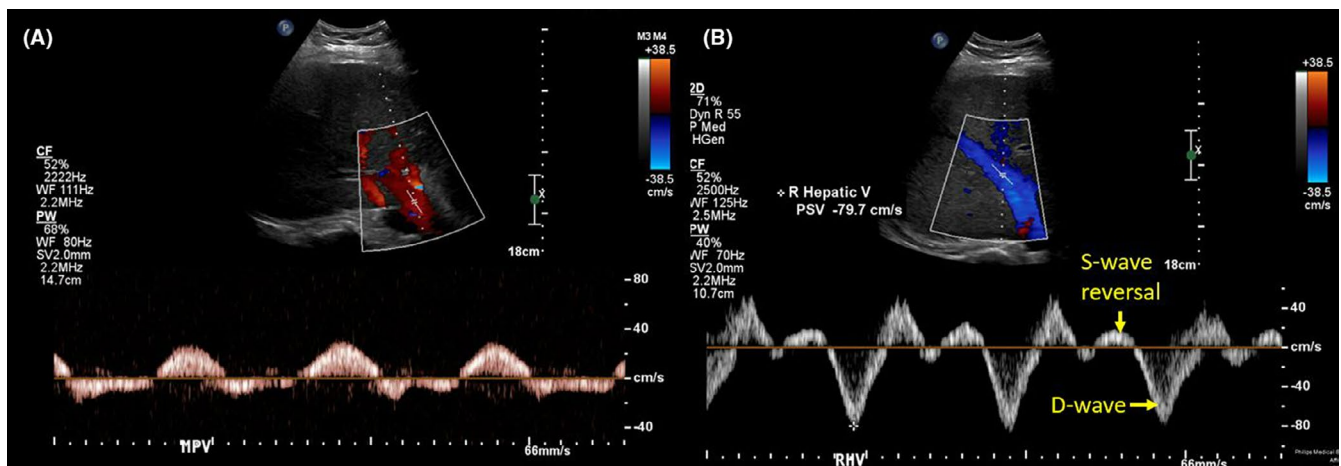 (A)
P
M3 M4
+38.5
-38.5
cm/s
CF
52%
2222Hz
WF 111Hz
2.2MHz
PW
68%
WF 80Hz
SV2.0mm
2.2MHz
14.7cm
x
18cm
80
40
cm/s
-40
MPV
66mm/s
(B)
P
+38.5
-38.5
cm/s
2D
71%
Dyn R 55
P Med
HGen
CF
52%
2500Hz
WF 125Hz
2.5MHz
PW
40%
WF 70Hz
SV2.0mm
2.2MHz
10.7cm
R Hepatic V
PSV -79.7 cm/s
x
18cm
S-wave
reversal
D-wave
40
cm/s
-40
-80
RHV
66mm/s